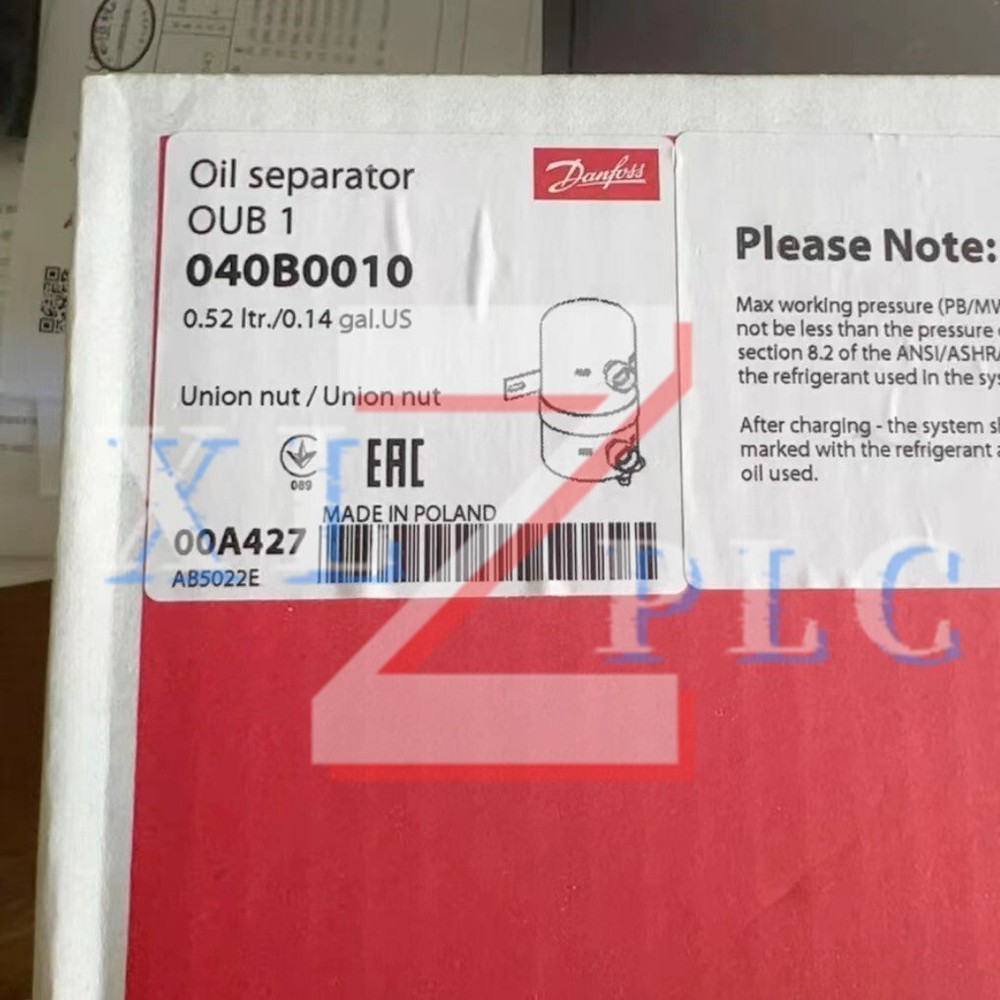 Oil separator
OUB 1
040B0010
0.52 ltr./0.14 gal.US
Union nut / Union nut
089
EAC
MADE IN POLAND
00A427
AB5022E
Danfoss
Please Note:
Max working pressure (PB/MW
not be less than the pressure
section 8.2 of the ANSI/ASHRA
the refrigerant used in the sys
After charging - the system sh
marked with the refrigerant a
oil used.
XL Z PLC